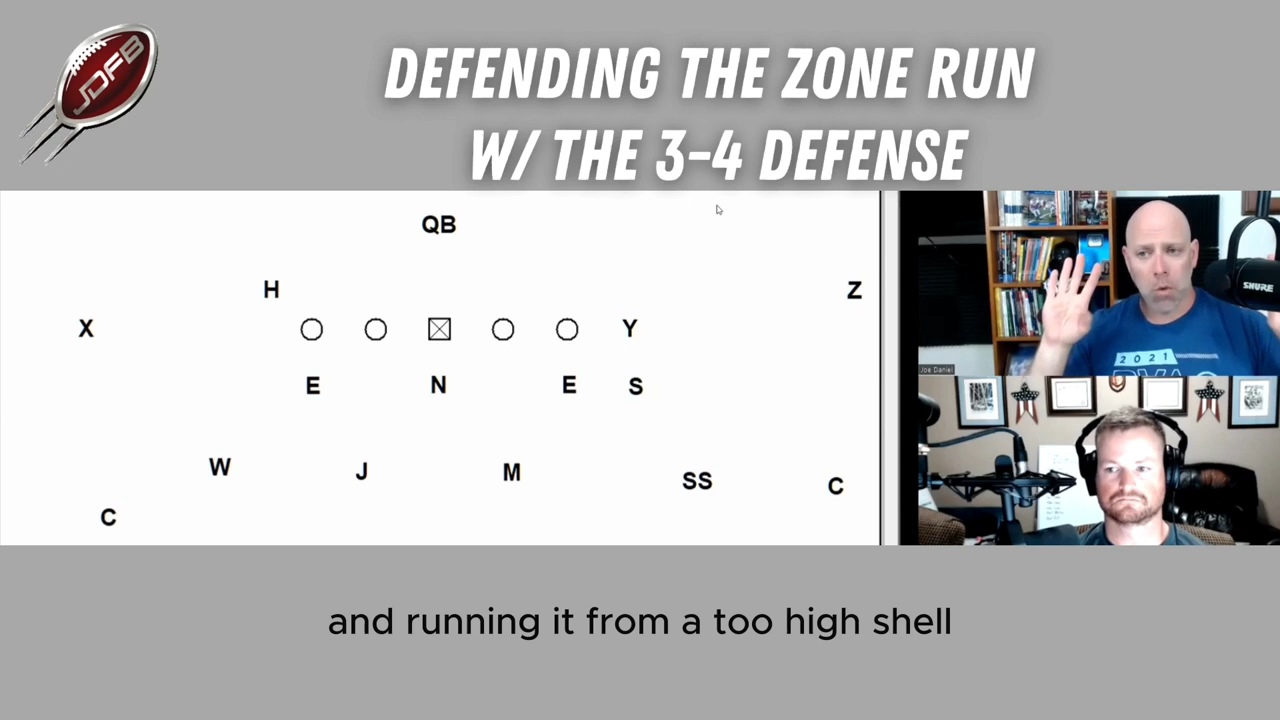 JDFB
DEFENDING THE ZONE RUN
W/ THE 3-4 DEFENSE
QB
H
Z
X
Y
E N E S
W J M SS C
C
SHURE
2021
Joe Daniel
and running it from a too high shell